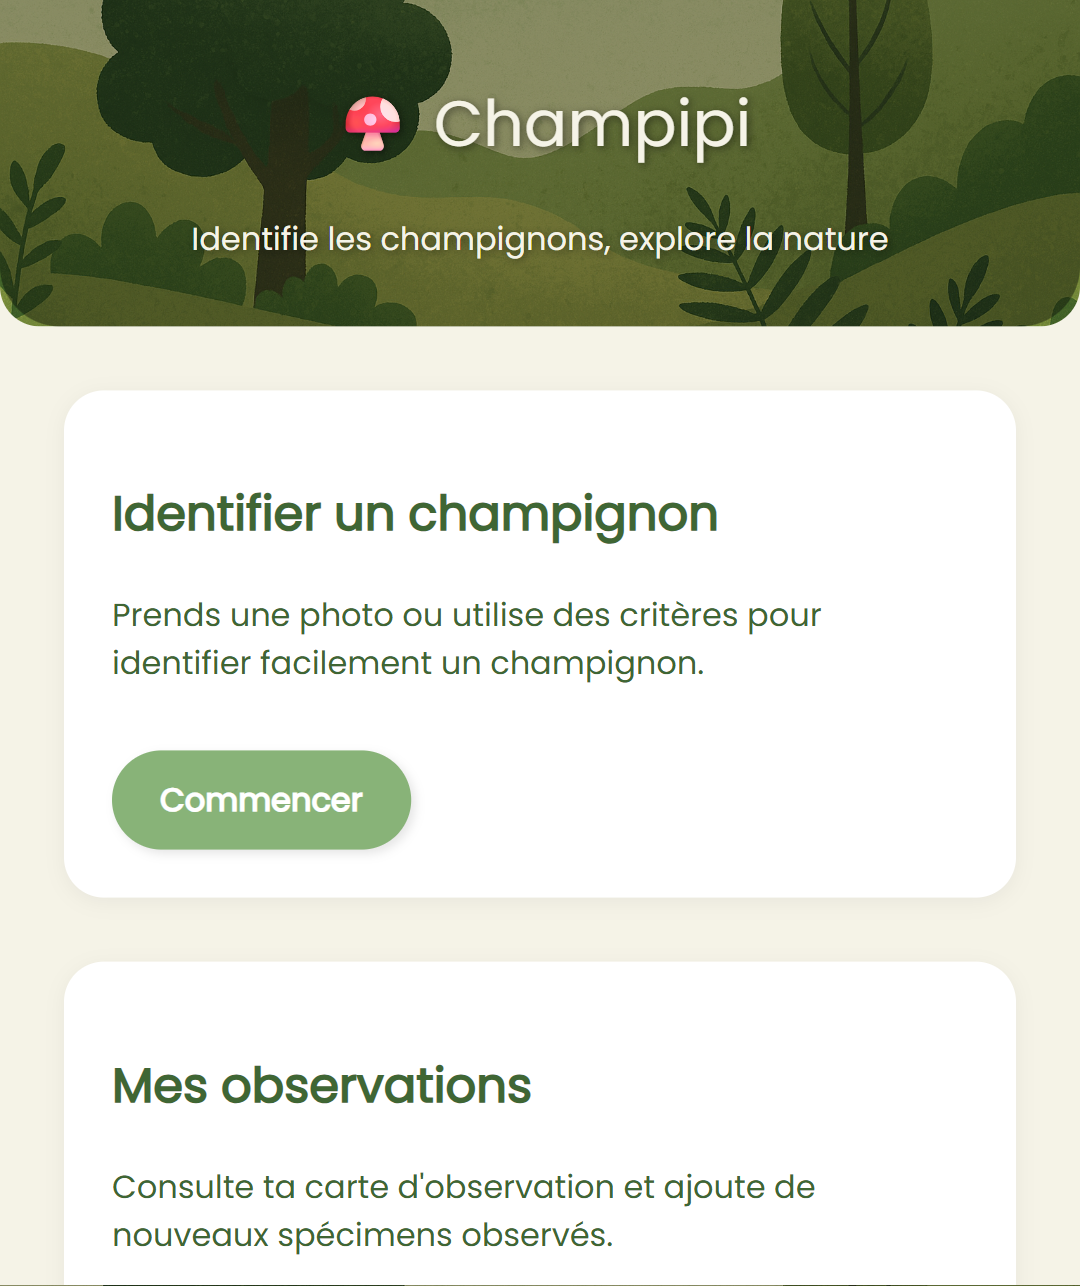 Champipi
Identifie les champignons, explore la nature
Identifier un champignon
Prends une photo ou utilise des critères pour
identifier facilement un champignon.
Commencer
Mes observations
Consulte ta carte d'observation et ajoute de
nouveaux spécimens observés.